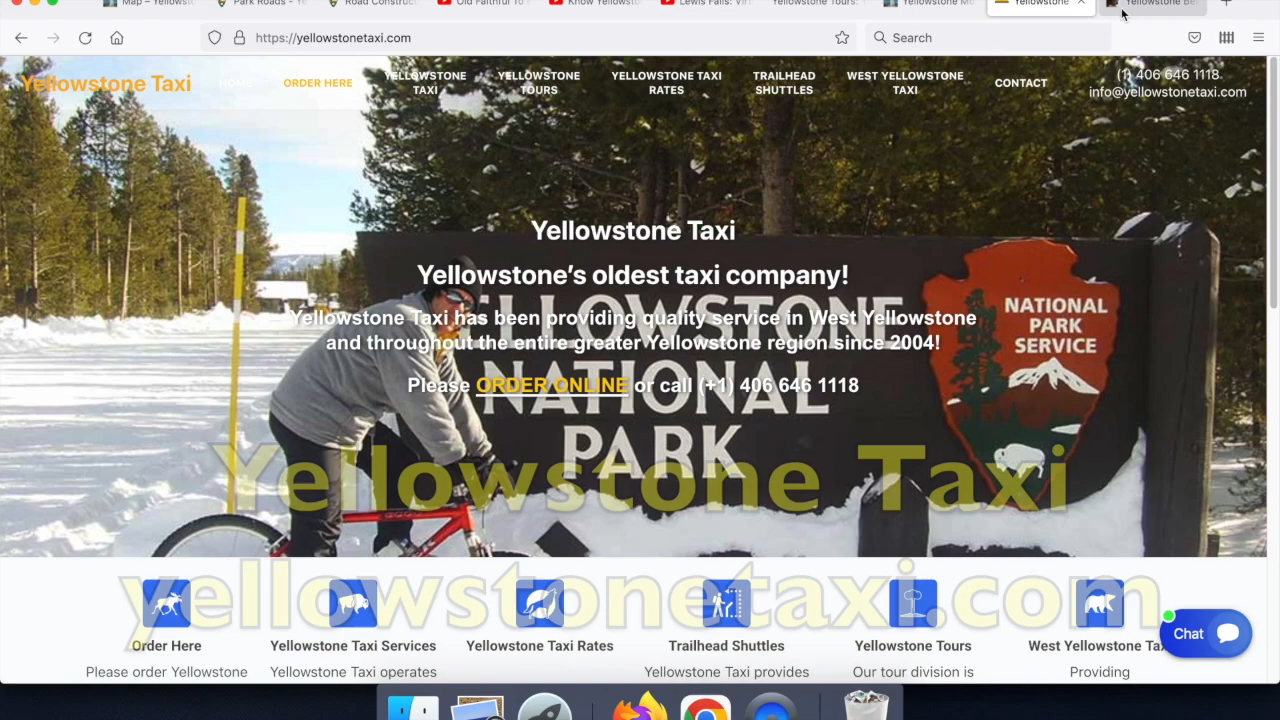 Map – Yellowst
Park Roads - Ye
Road Construc
Old Faithful To
Know Yellowsto
Lewis Falls: Virt
Yellowstone Tours:
Yellowstone Mo
Yellowstone
Yellowstone Be
https://yellowstonetaxi.com
Search
Yellowstone Taxi
HOME
ORDER HERE
YELLOWSTONE
TAXI
YELLOWSTONE
TOURS
YELLOWSTONE TAXI
RATES
TRAILHEAD
SHUTTLES
WEST YELLOWSTONE
TAXI
CONTACT
(1) 406 646 1118
info@yellowstonetaxi.com
Yellowstone Taxi
Yellowstone's oldest taxi company!
Yellowstone Taxi has been providing quality service in West Yellowstone
and throughout the entire greater Yellowstone region since 2004!
Please ORDER ONLINE or call (+1) 406 646 1118
YELLOWSTONE
NATIONAL
PARK
NATIONAL
PARK
SERVICE
Yellowstone Taxi
yellowstonetaxi.com
Order Here
Yellowstone Taxi Services
Yellowstone Taxi Rates
Trailhead Shuttles
Yellowstone Tours
West Yellowstone Tax
Please order Yellowstone
Yellowstone Taxi operates
Yellowstone Taxi provides
Our tour division is
Providing
Chat